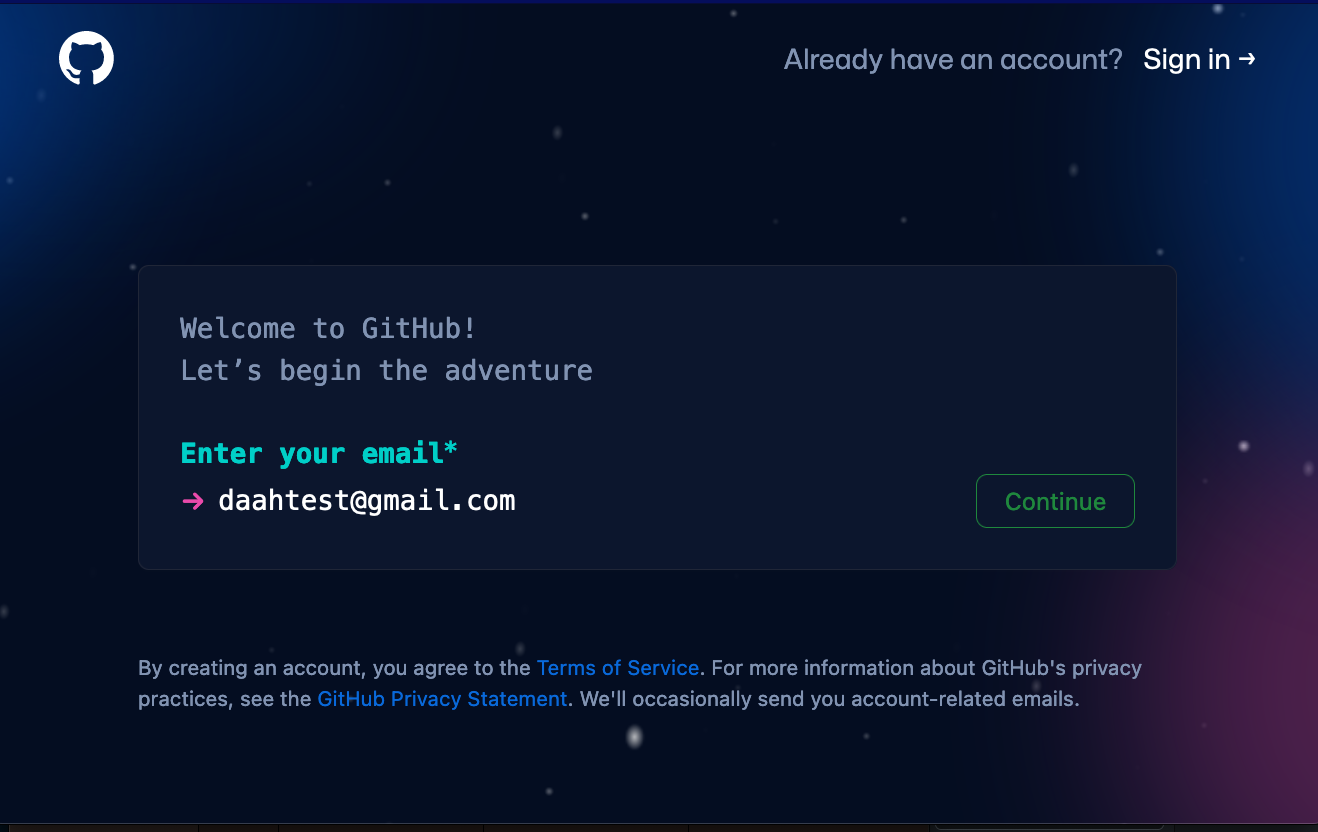 Already have an account? Sign in →
Welcome to GitHub!
Let’s begin the adventure
Enter your email*
→ daahtest@gmail.com
Continue
By creating an account, you agree to the Terms of Service. For more information about GitHub's privacy
practices, see the GitHub Privacy Statement. We'll occasionally send you account-related emails.